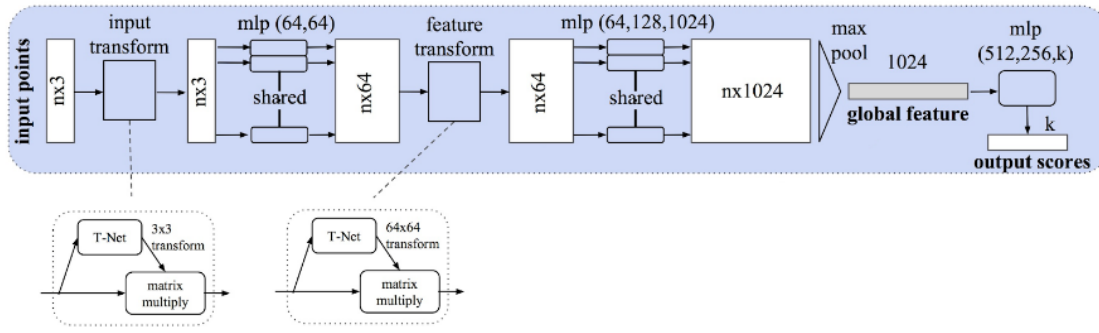 input points
nx3
input
transform
nx3
mlp (64,64)
shared
nx64
feature
transform
nx64
mlp (64,128,1024)
shared
nx1024
max
pool
1024
global feature
mlp
(512,256,k)
k
output scores
T-Net
3x3
transform
matrix
multiply
T-Net
64x64
transform
matrix
multiply